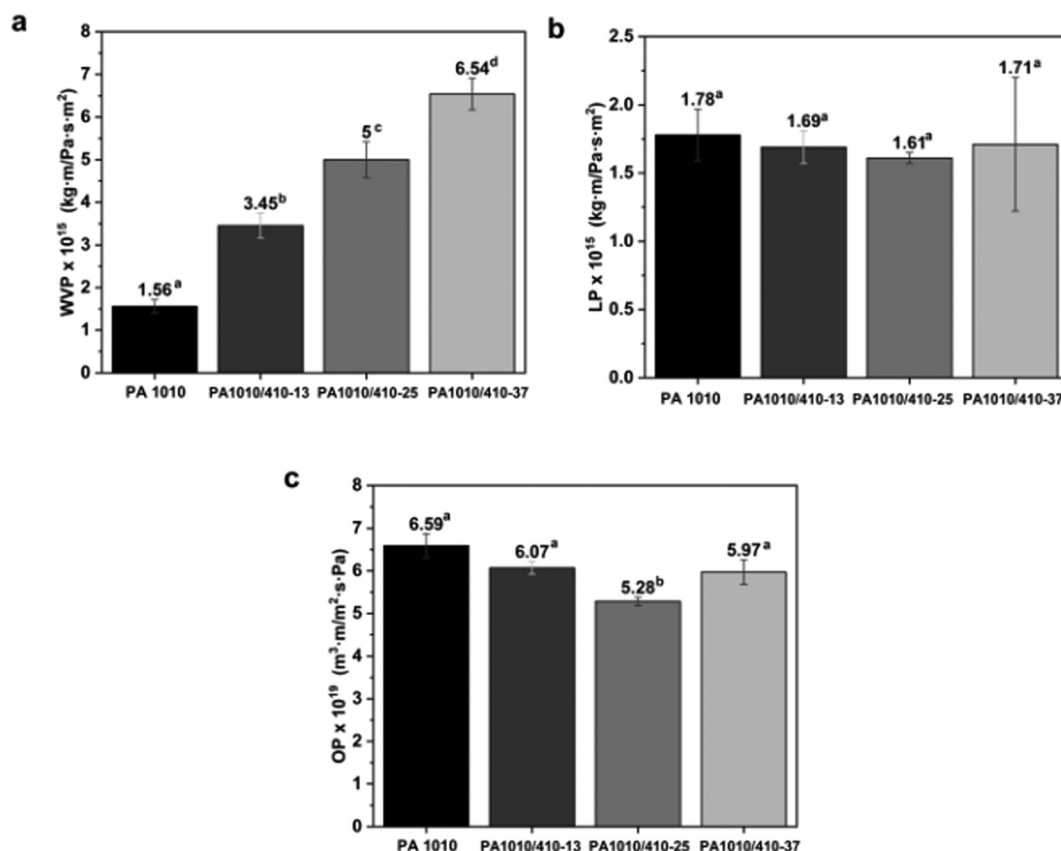 a
WVP x 10¹⁵ (kg·m/Pa·s·m²)
8
7
6
5
4
3
2
1
0
1.56ᵃ
3.45ᵇ
5ᶜ
6.54ᵈ
PA 1010
PA1010/410-13
PA1010/410-25
PA1010/410-37
b
LP x 10¹⁵ (kg·m/Pa·s·m²)
2.5
2.0
1.5
1.0
0.5
0.0
1.78ᵃ
1.69ᵃ
1.61ᵃ
1.71ᵃ
PA 1010
PA1010/410-13
PA1010/410-25
PA1010/410-37
c
OP x 10¹⁹ (m³·m/m²·s·Pa)
8
7
6
5
4
3
2
1
0
6.59ᵃ
6.07ᵃ
5.28ᵇ
5.97ᵃ
PA 1010
PA1010/410-13
PA1010/410-25
PA1010/410-37